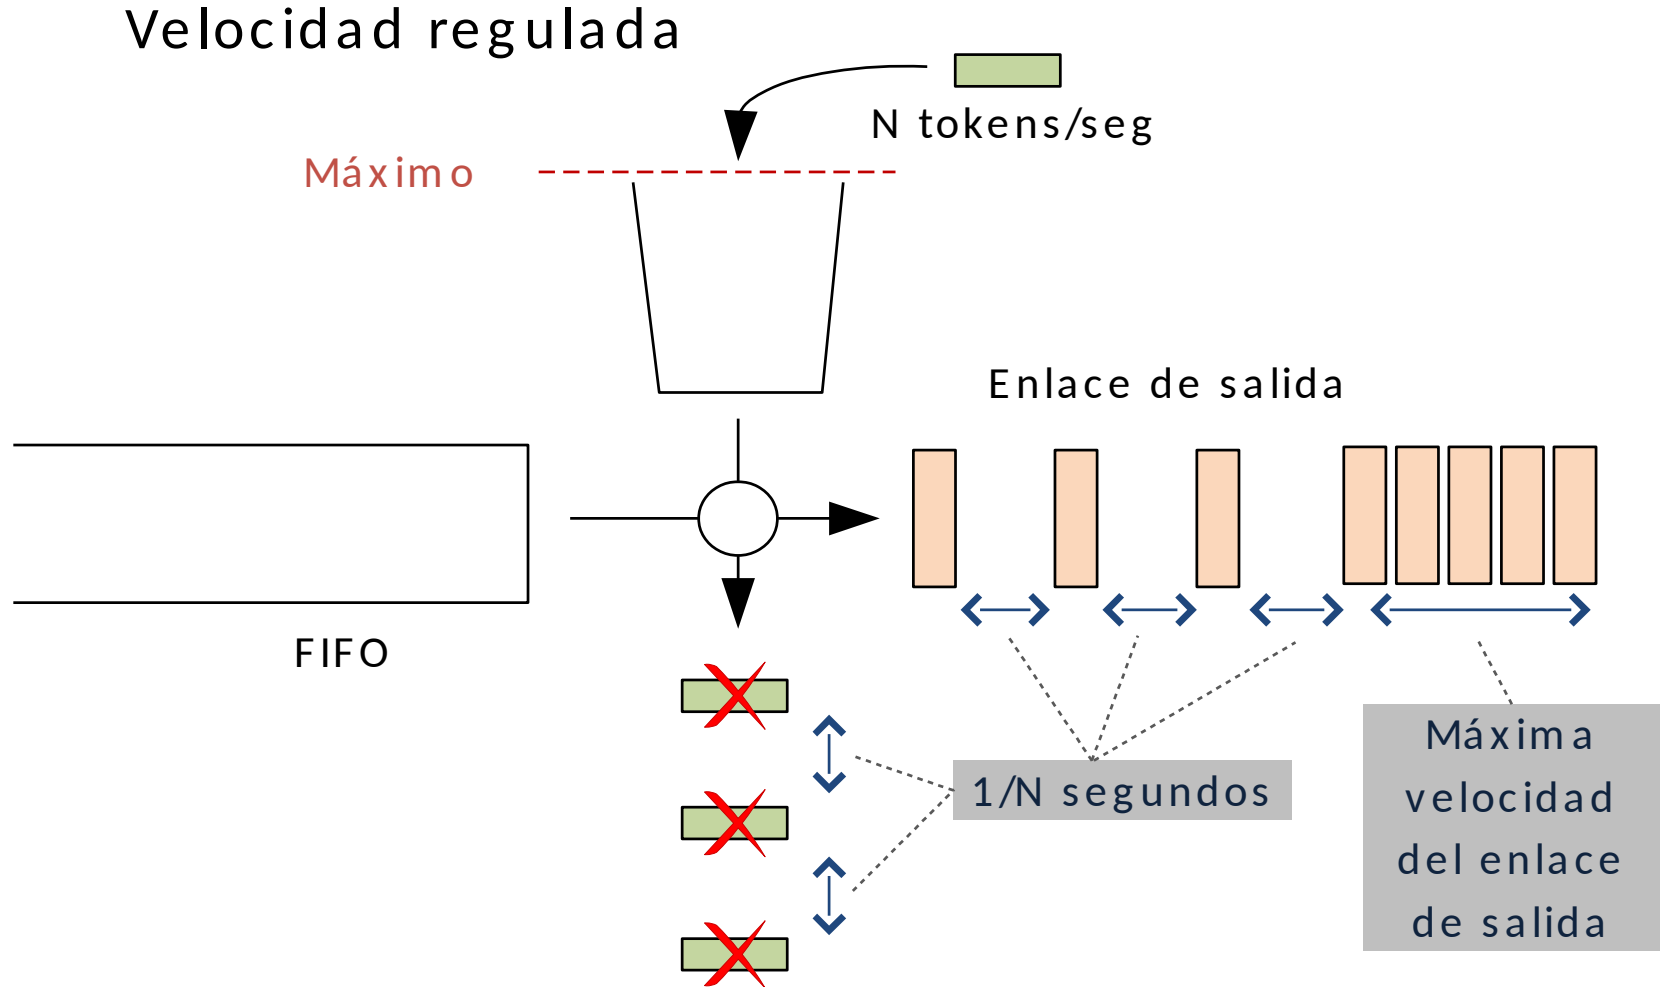 Velocidad regulada
N tokens/seg
Máximo
Enlace de salida
FIFO
1/N segundos
Máxima
velocidad
del enlace
de salida